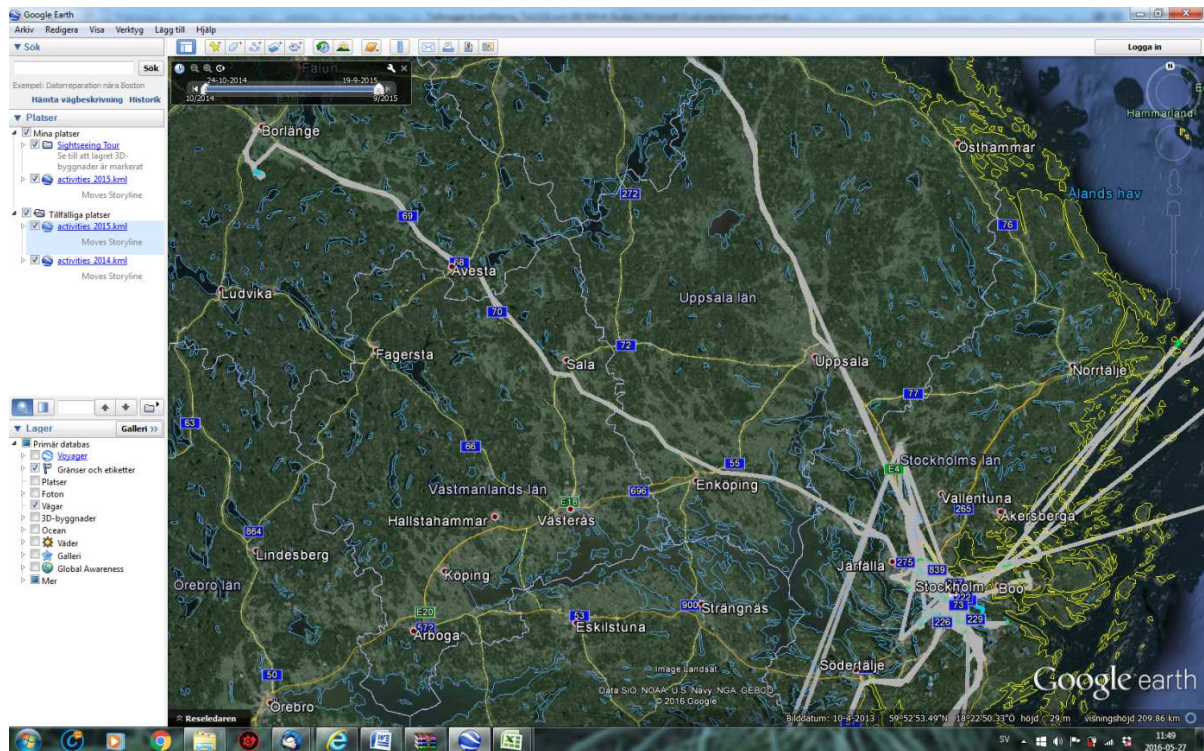 Google Earth
Arkiv Redigera Visa Verktyg Lägg till Hjälp
▼ Sök
Logga in
Sök
Exempel: Datorreparation nära Boston
Hämta vägbeskrivning Historik
▼ Platser
Mina platser
Sightseeing Tour
Se till att lagret 3D-
byggnader är markerat
activities_2015.kml
Moves Storyline
Tillfälliga platser
activities_2015.kml
Moves Storyline
activities_2014.kml
Moves Storyline
▼ Lager
Galleri >>
Primär databas
Voyager
Gränser och etiketter
Platser
Foton
Vägar
3D-byggnader
Ocean
Väder
Galleri
Global Awareness
Mer
24-10-2014 19-9-2015
10/2014 9/2015
Falun
N
Hammarland
Borlänge
Östhammar
Ålands hav
272
69
76
68
Avesta
Ludvika
Uppsala län
70
Fagersta
Sala
72
Uppsala
Norrtälje
77
63
66
55
Stockholms län
E4
Västmanlands län
696
Enköping
Vallentuna
265
E18
Hallstahammar
Västerås
Åkersberga
864
Lindesberg
Järfälla
275
839
Örebro län
Köping
Stockholm
222
Boo
73
E20
572
Arboga
53
Eskilstuna
900
Strängnäs
226
229
50
Örebro
Södertälje
Image Landsat
Data SIO, NOAA, U.S. Navy, NGA, GEBCO
© 2016 Google
Google earth
Reseledaren
Bilddatum: 10-4-2013 59°52'53.49"N 18°22'50.33"O höjd 29 m visningshöjd 209.86 km
SV
11:49
2016-05-27